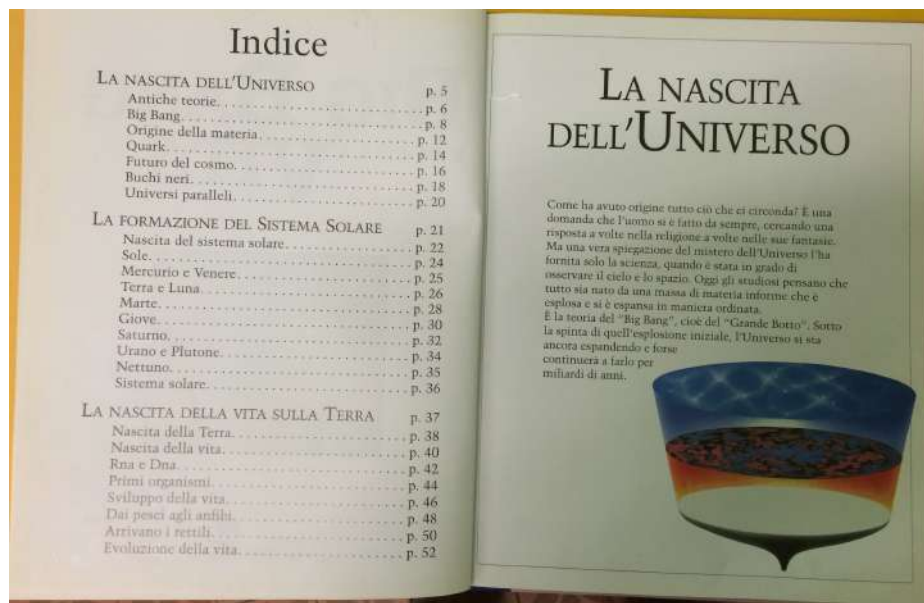 Indice
LA NASCITA DELL'UNIVERSO p. 5
Antiche teorie. p. 6
Big Bang. p. 8
Origine della materia. p. 12
Quark. p. 14
Futuro del cosmo. p. 16
Buchi neri. p. 18
Universi paralleli. p. 20
LA FORMAZIONE DEL SISTEMA SOLARE p. 21
Nascita del sistema solare. p. 22
Sole. p. 24
Mercurio e Venere. p. 25
Terra e Luna. p. 26
Marte. p. 28
Giove. p. 30
Saturno. p. 32
Urano e Plutone. p. 34
Nettuno. p. 35
Sistema solare. p. 36
LA NASCITA DELLA VITA SULLA TERRA p. 37
Nascita della Terra. p. 38
Nascita della vita. p. 40
Rna e Dna. p. 42
Primi organismi. p. 44
Sviluppo della vita. p. 46
Dai pesci agli anfibi. p. 48
Arrivano i rettili. p. 50
Evoluzione della vita. p. 52
LA NASCITA
DELL'UNIVERSO
Come ha avuto origine tutto ciò che ci circonda? È una
domanda che l'uomo si è fatto da sempre, cercando una
risposta a volte nella religione a volte nelle sue fantasie.
Ma una vera spiegazione del mistero dell'Universo l'ha
fornita solo la scienza, quando è stata in grado di
osservare il cielo e lo spazio. Oggi gli studiosi pensano che
tutto sia nato da una massa di materia informe che è
esplosa e si è espansa in maniera ordinata.
È la teoria del "Big Bang", cioè del "Grande Botto". Sotto
la spinta di quell'esplosione iniziale, l'Universo si sta
ancora espandendo e forse
continuerà a farlo per
miliardi di anni.